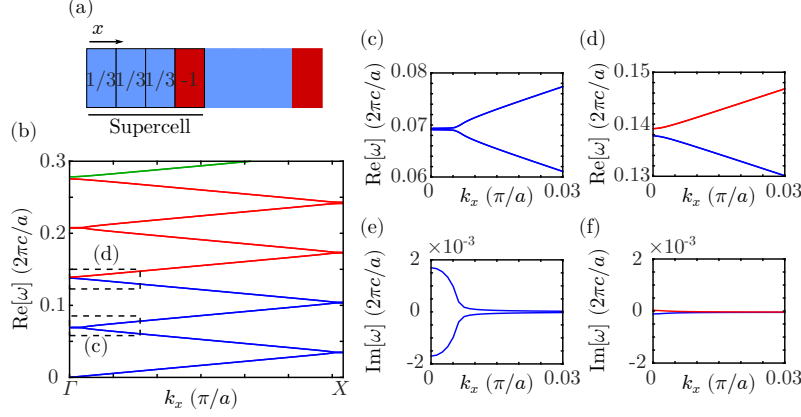 (a)
x
1/3 1/3 1/3 -1
Supercell
(b)
Re[ω] (2πc/a)
0.3
0.2
0.1
0
(d)
(c)
Γ
X
k_x (π/a)
(c)
Re[ω] (2πc/a)
0.08
0.07
0.06
0
0.03
k_x (π/a)
(d)
Re[ω] (2πc/a)
0.15
0.14
0.13
0
0.03
k_x (π/a)
(e)
×10⁻³
Im[ω] (2πc/a)
2
0
-2
0
0.03
k_x (π/a)
(f)
×10⁻³
Im[ω] (2πc/a)
2
0
-2
0
0.03
k_x (π/a)